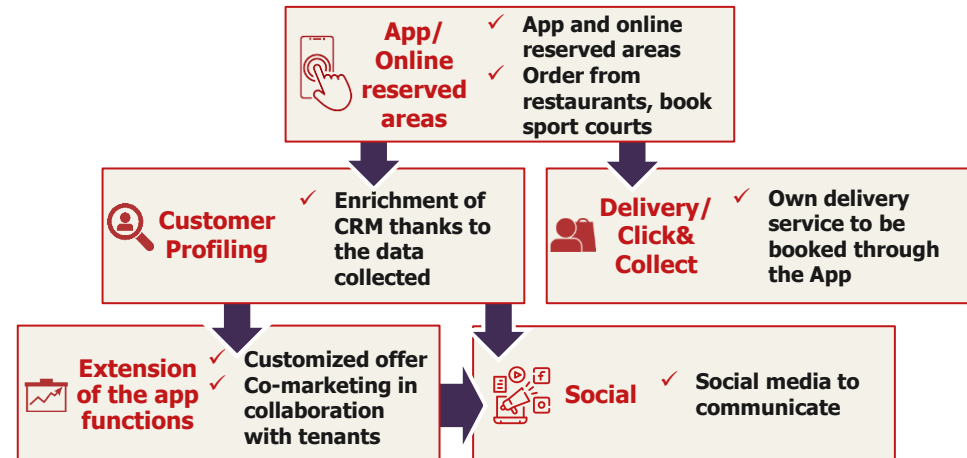 App/
Online
reserved
areas
✓ App and online
reserved areas
✓ Order from
restaurants, book
sport courts
Customer
Profiling
✓ Enrichment of
CRM thanks to
the data
collected
Delivery/
Click&
Collect
✓ Own delivery
service to be
booked through
the App
Extension
of the app
functions
✓ Customized offer
✓ Co-marketing in
collaboration
with tenants
Social
✓ Social media to
communicate